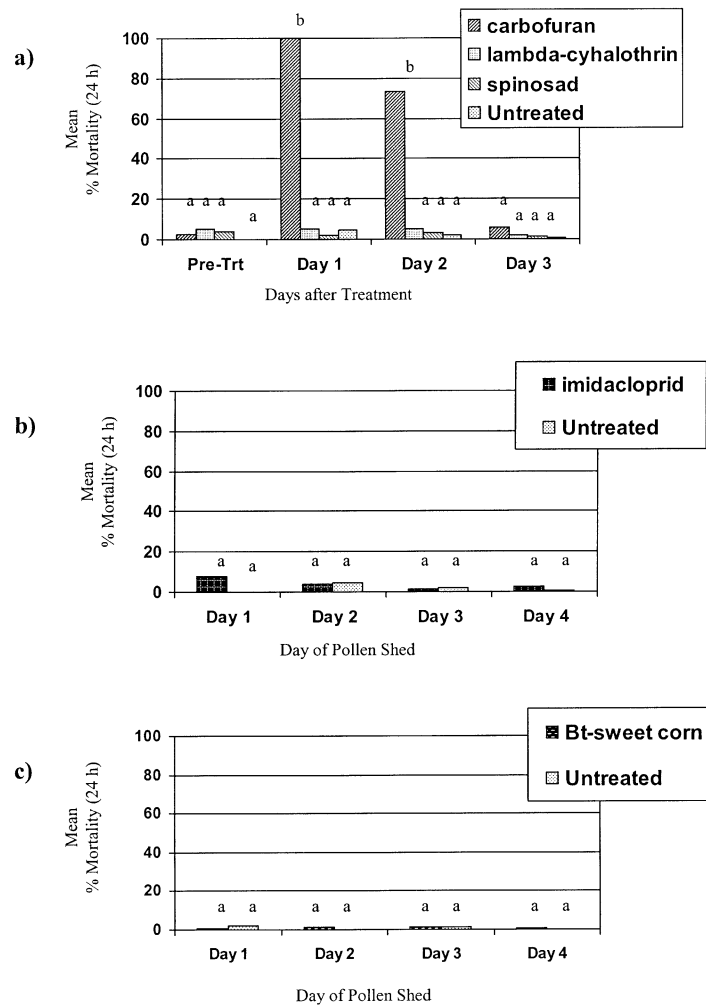 a)
Mean
% Mortality (24 h)
100
80
60
40
20
0
b
b
a a a
a
a a a
a a a
a
a a a
carbofuran
lambda-cyhalothrin
spinosad
Untreated
Pre-Trt Day 1 Day 2 Day 3
Days after Treatment
b)
Mean
% Mortality (24 h)
100
80
60
40
20
0
imidacloprid
Untreated
a a a a a a a a
Day 1 Day 2 Day 3 Day 4
Day of Pollen Shed
c)
Mean
% Mortality (24 h)
100
80
60
40
20
0
Bt-sweet corn
Untreated
a a a a a a a a
Day 1 Day 2 Day 3 Day 4
Day of Pollen Shed